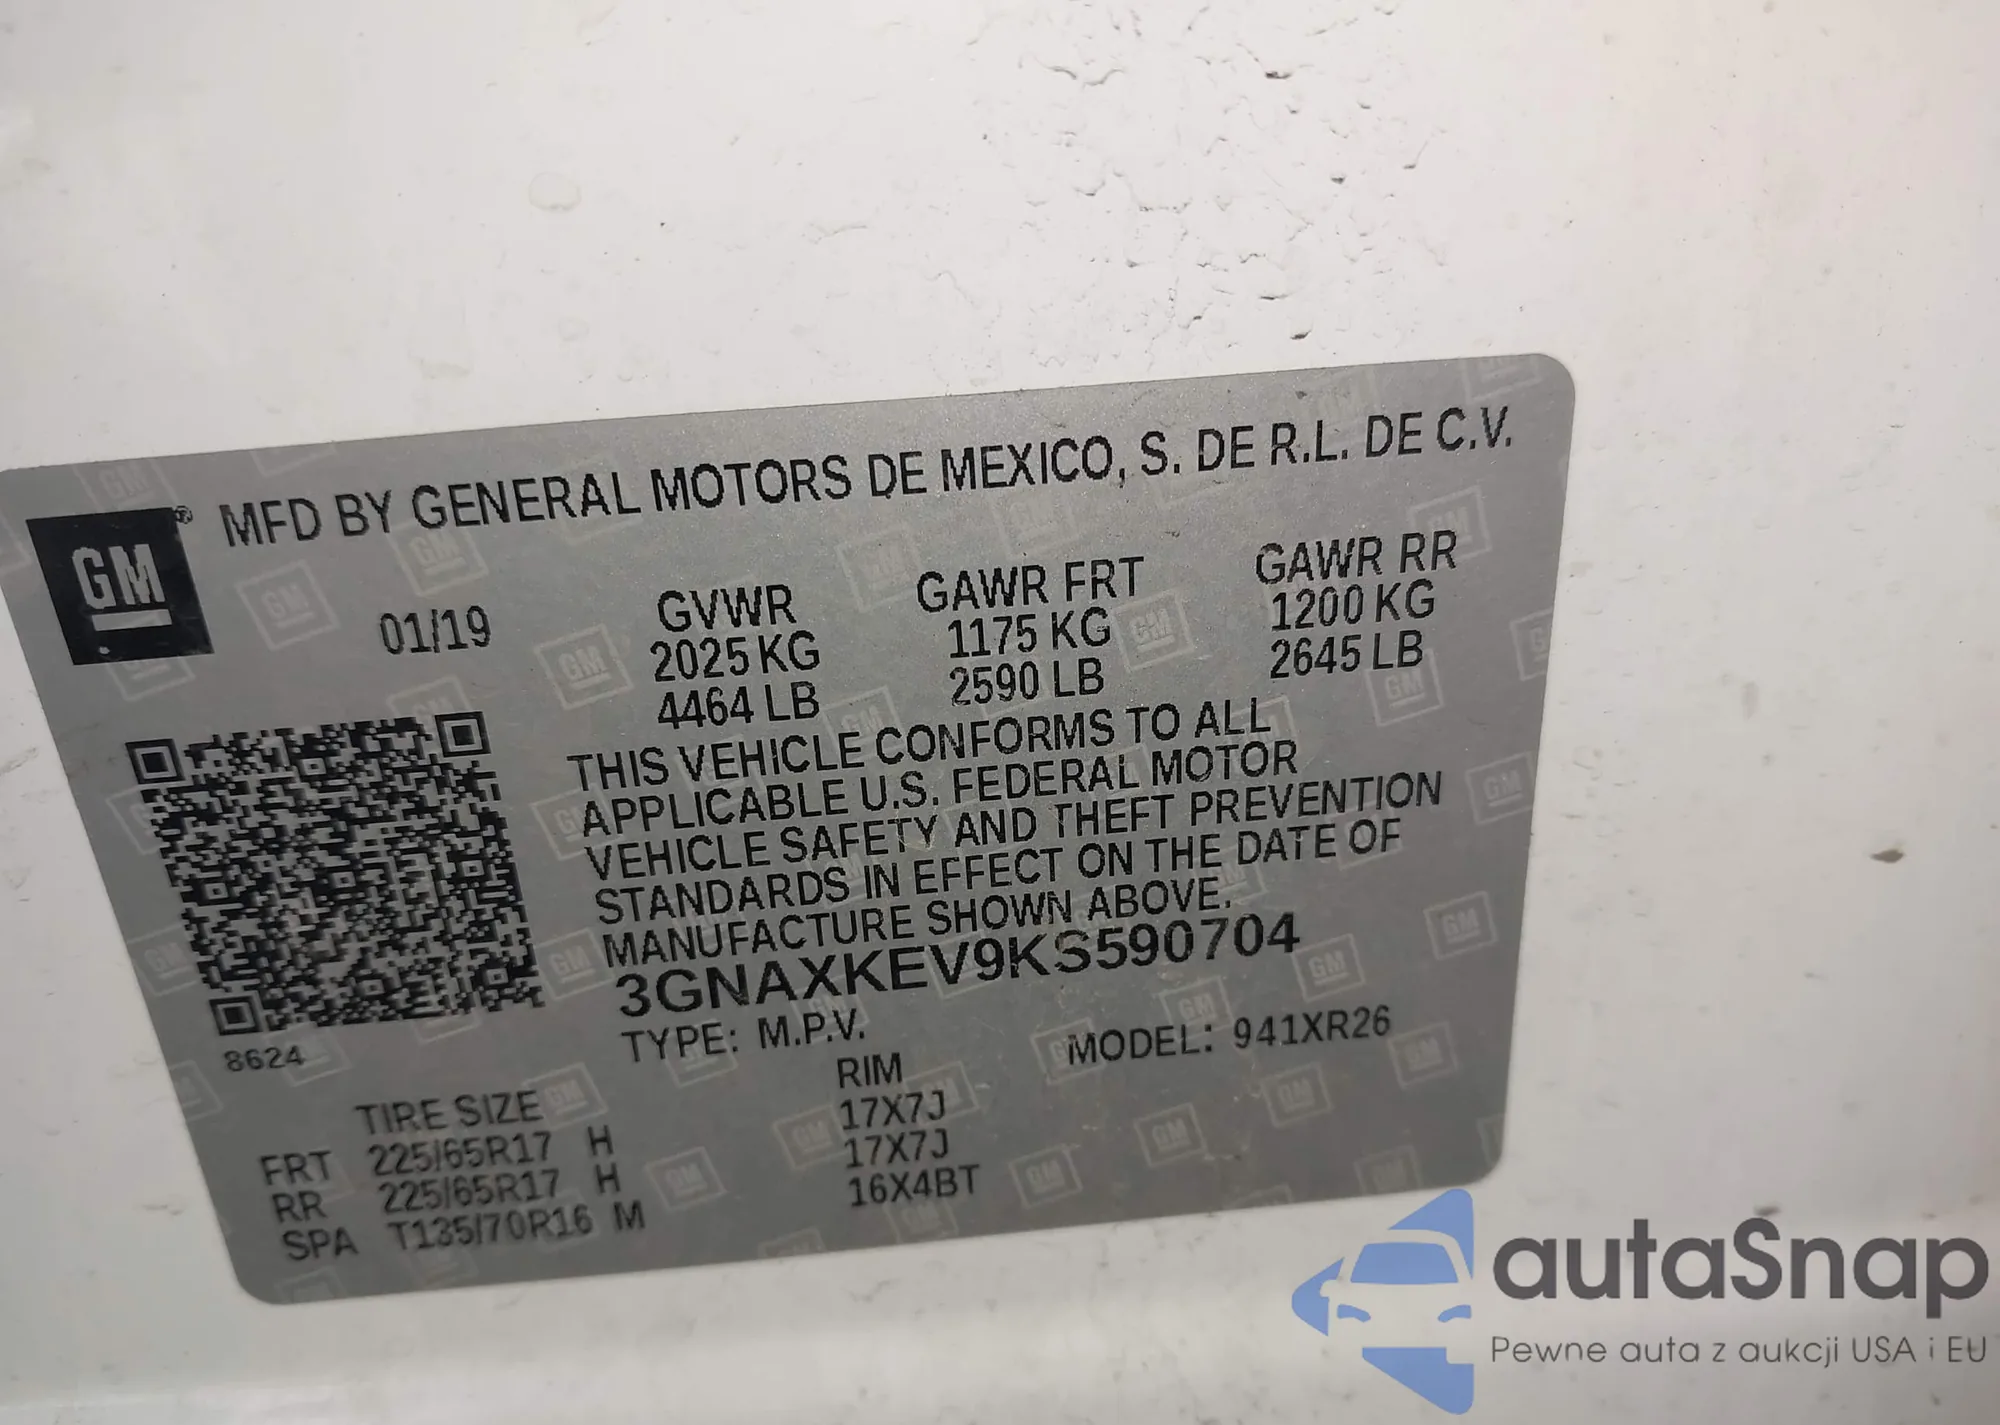 GM® MFD BY GENERAL MOTORS DE MEXICO, S. DE R.L. DE C.V.
01/19
GVWR
2025 KG
4464 LB
GAWR FRT
1175 KG
2590 LB
GAWR RR
1200 KG
2645 LB
THIS VEHICLE CONFORMS TO ALL
APPLICABLE U.S. FEDERAL MOTOR
VEHICLE SAFETY AND THEFT PREVENTION
STANDARDS IN EFFECT ON THE DATE OF
MANUFACTURE SHOWN ABOVE.
3GNAXKEV9KS590704
TYPE: M.P.V. MODEL: 941XR26
8624
TIRE SIZE RIM
FRT 225/65R17 H 17X7J
RR 225/65R17 H 17X7J
SPA T135/70R16 M 16X4BT
autaSnap
Pewne auta z aukcji USA i EU